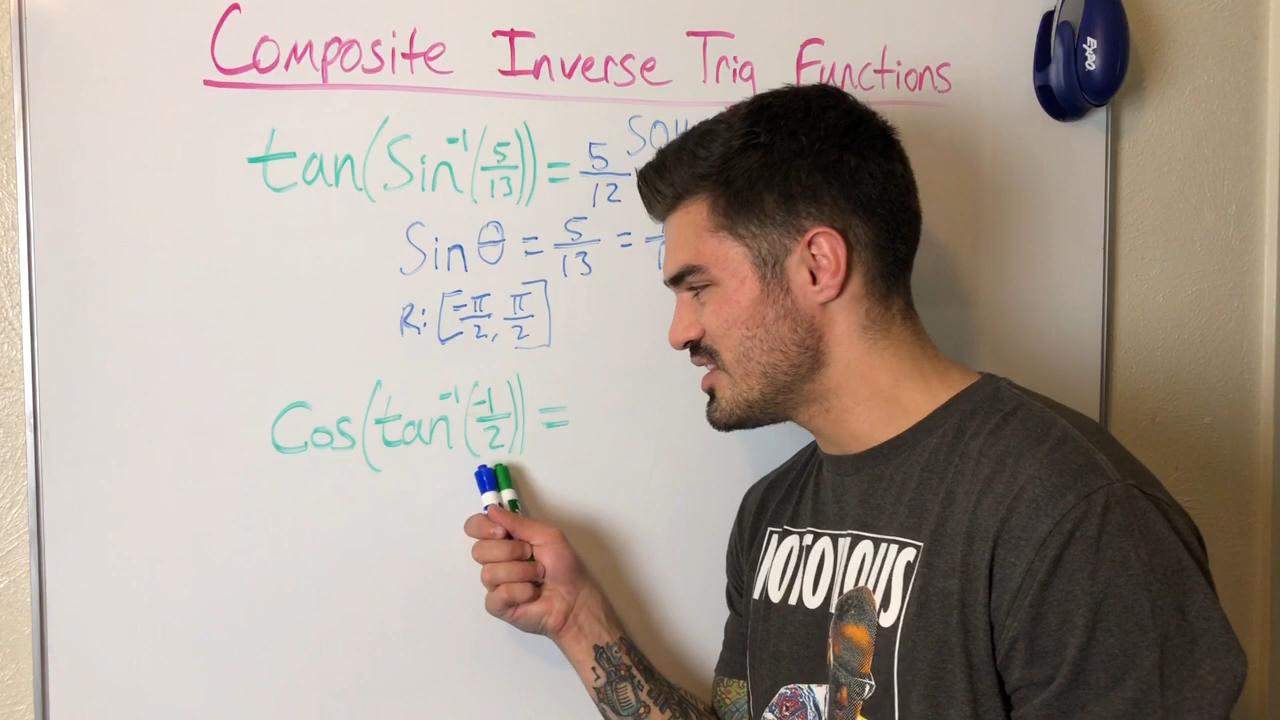 Composite Inverse Trig Functions
EXPO
tan(Sin⁻¹(5/13)) = 5/12
Sin θ = 5/13 =
R: [-π/2, π/2]
Cos(tan⁻¹(-1/2)) =
NOTORIOUS